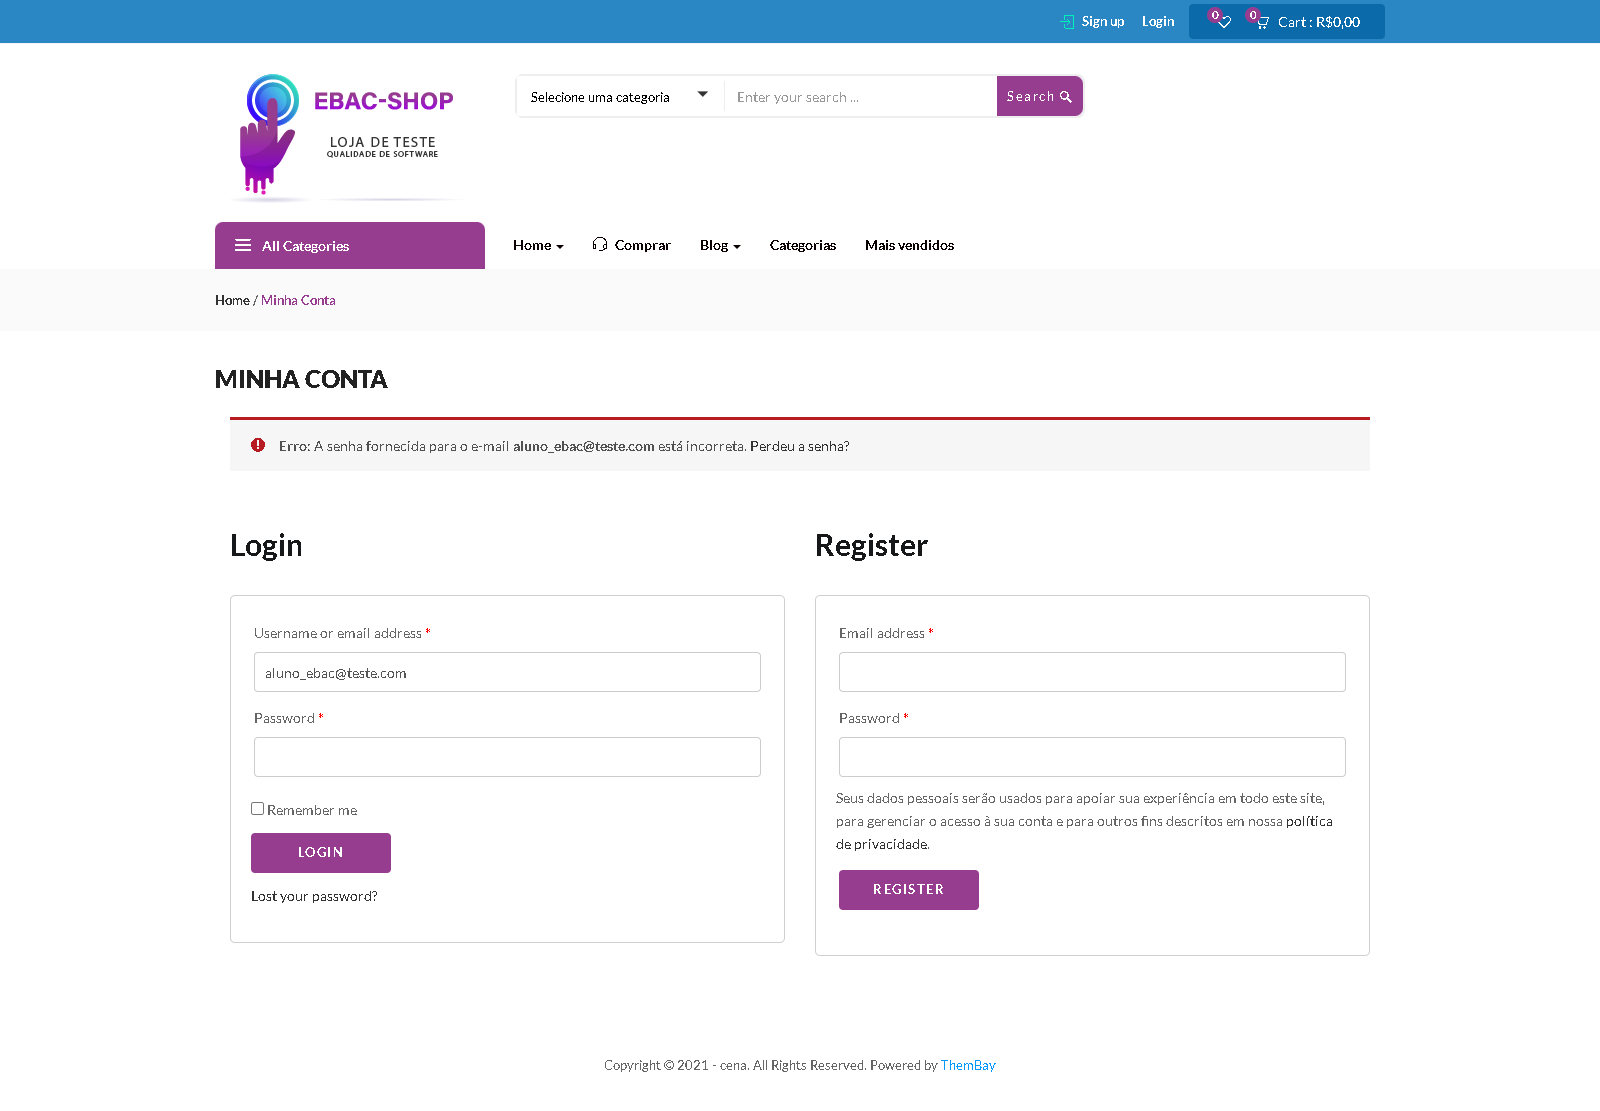 Sign up Login 0 0 Cart : R$0,00
EBAC-SHOP
LOJA DE TESTE
QUALIDADE DE SOFTWARE
Selecione uma categoria Enter your search ... Search
All Categories Home Comprar Blog Categorias Mais vendidos
Home / Minha Conta
MINHA CONTA
Erro: A senha fornecida para o e-mail aluno_ebac@teste.com está incorreta. Perdeu a senha?
Login
Username or email address *
aluno_ebac@teste.com
Password *
Remember me
LOGIN
Lost your password?
Register
Email address *
Password *
Seus dados pessoais serão usados para apoiar sua experiência em todo este site,
para gerenciar o acesso à sua conta e para outros fins descritos em nossa política
de privacidade.
REGISTER
Copyright © 2021 - cena. All Rights Reserved. Powered by ThemBay